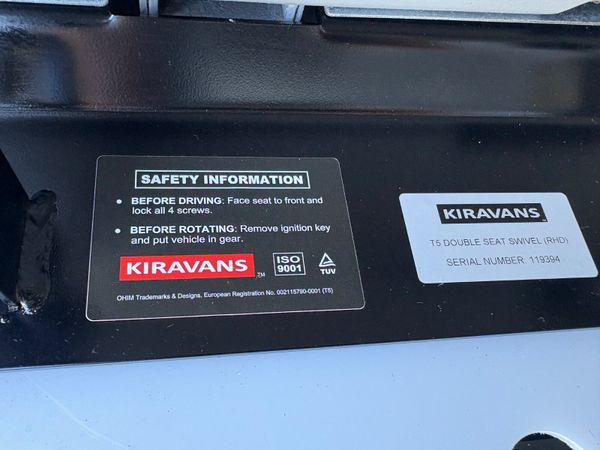 SAFETY INFORMATION
• BEFORE DRIVING: Face seat to front and
lock all 4 screws.
• BEFORE ROTATING: Remove ignition key
and put vehicle in gear.
KIRAVANS TM
ISO
9001
TUV
OHIM Trademarks & Designs, European Registration No. 002115790-0001 (T5)
KIRAVANS TM
T5 DOUBLE SEAT SWIVEL (RHD)
SERIAL NUMBER: 119394